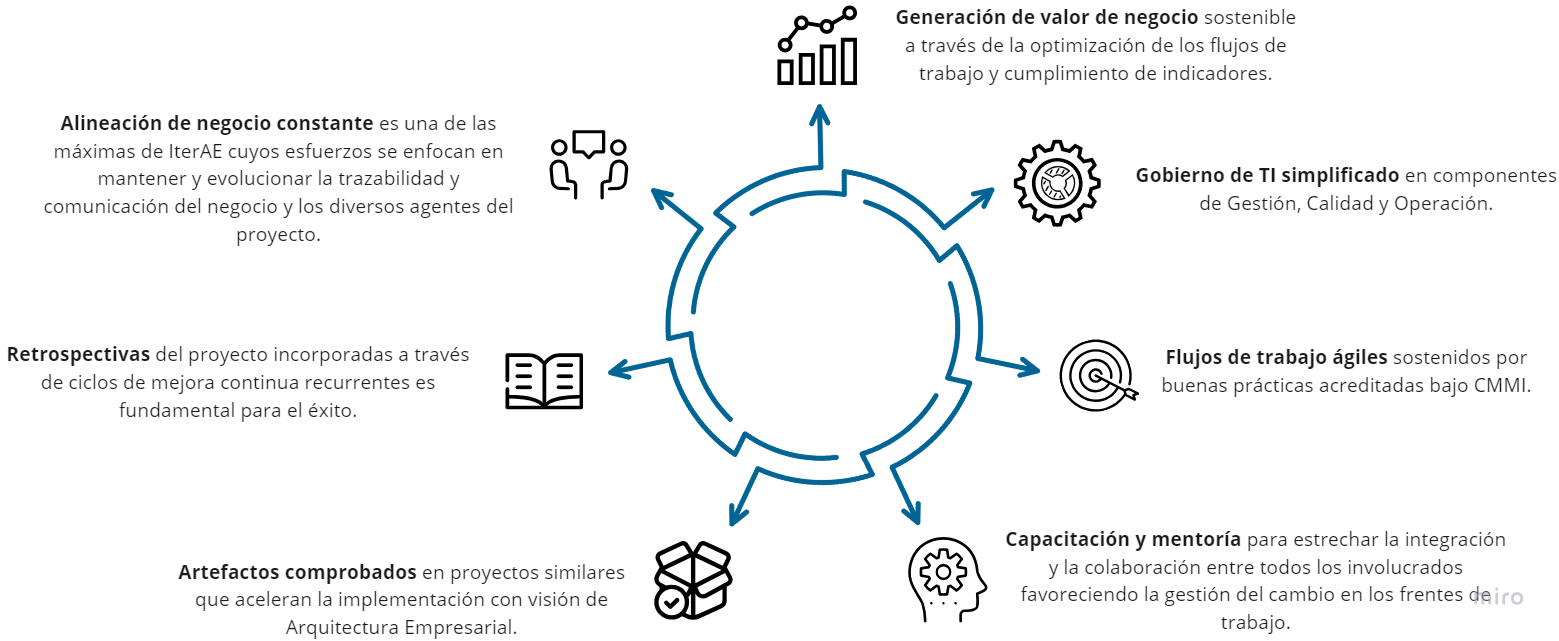 Generación de valor de negocio sostenible
a través de la optimización de los flujos de
trabajo y cumplimiento de indicadores.
Alineación de negocio constante es una de las
máximas de IterAE cuyos esfuerzos se enfocan en
mantener y evolucionar la trazabilidad y
comunicación del negocio y los diversos agentes del
proyecto.
Gobierno de TI simplificado en componentes
de Gestión, Calidad y Operación.
Retrospectivas del proyecto incorporadas a través
de ciclos de mejora continua recurrentes es
fundamental para el éxito.
Flujos de trabajo ágiles sostenidos por
buenas prácticas acreditadas bajo CMMI.
Artefactos comprobados en proyectos similares
que aceleran la implementación con visión de
Arquitectura Empresarial.
Capacitación y mentoría para estrechar la integración
y la colaboración entre todos los involucrados
favoreciendo la gestión del cambio en los frentes de
trabajo.
miro